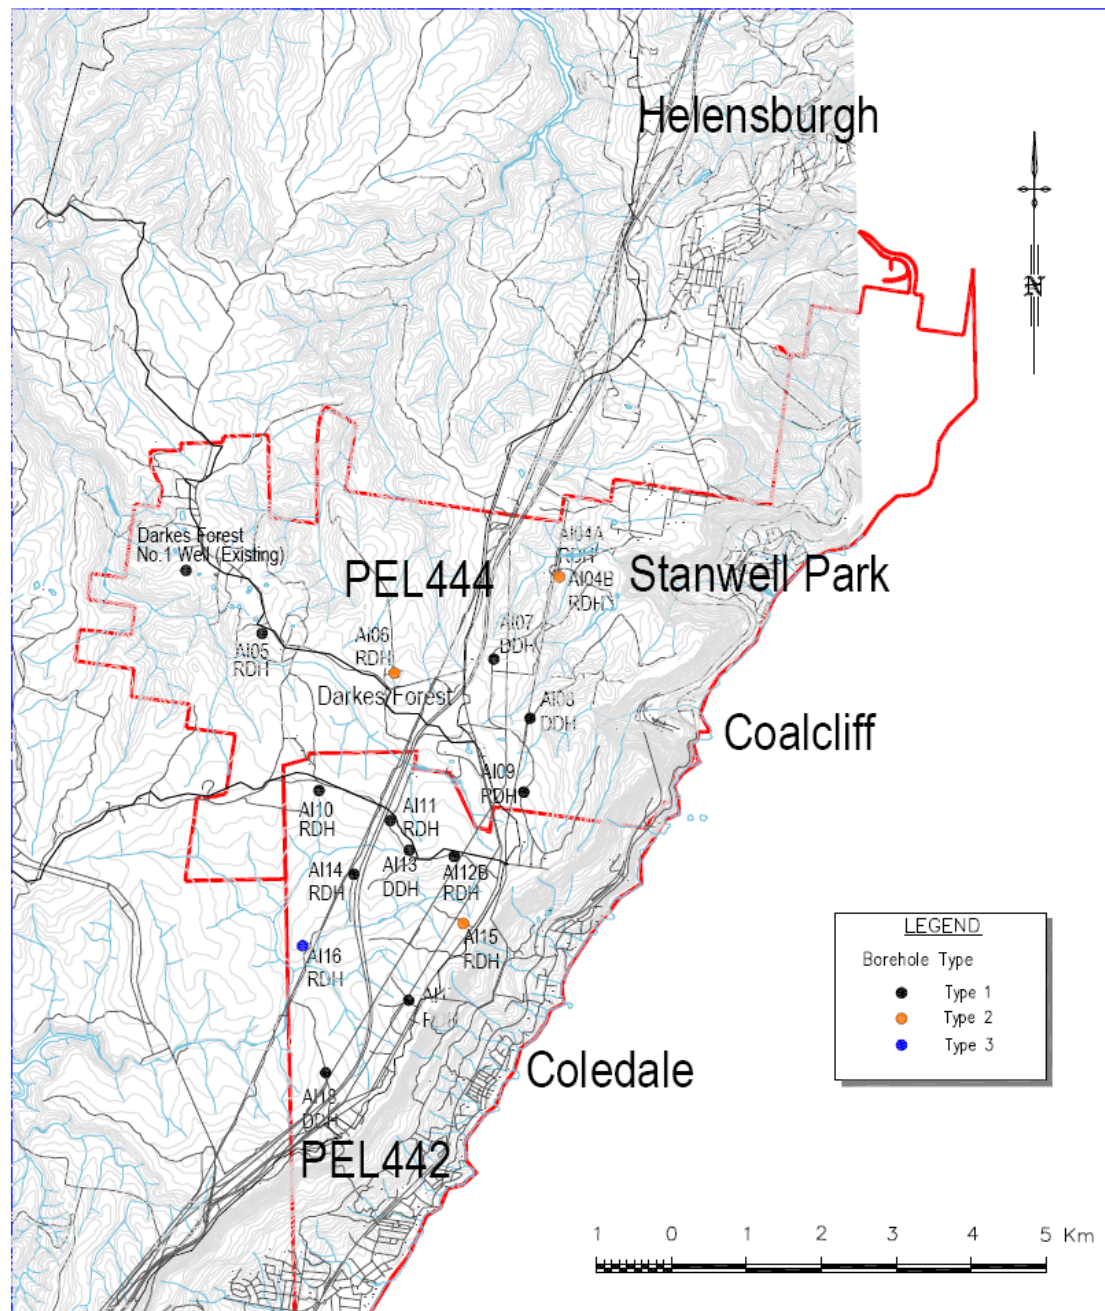 Helensburgh
N
Darkes Forest
No.1 Well (Existing)
PEL444
AI04A
RDH
Stanwell Park
AI04B
RDH
AI05
RDH
AI06
RDH
AI07
DDH
Darkes Forest
AI08
DDH
Coalcliff
AI09
RDH
AI10
RDH
AI11
RDH
AI13
DDH
AI12B
RDH
AI14
RDH
AI15
RDH
AI16
RDH
LEGEND
Borehole Type
Type 1
Type 2
Type 3
Coledale
AI18
DDH
PEL442
1 0 1 2 3 4 5 Km